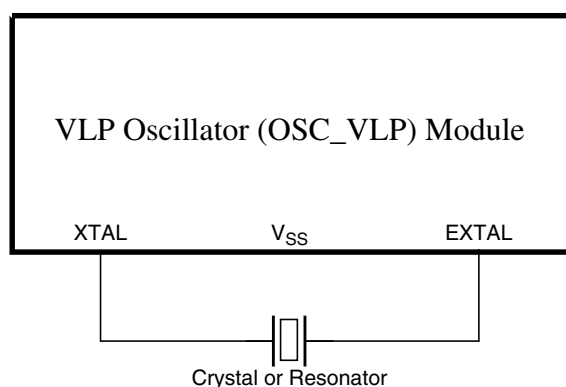 VLP Oscillator (OSC_VLP) Module
XTAL VSS EXTAL
Crystal or Resonator